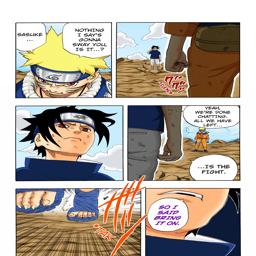 SASUKE
...
NOTHING
I SAY'S
GONNA
SWAY YOU.
IS IT...?
YEAH,
WE'RE DONE
CHATTING.
ALL WE HAVE
LEFT...
...IS THE
FIGHT.
SO I
SAID
BRING IT
ON.